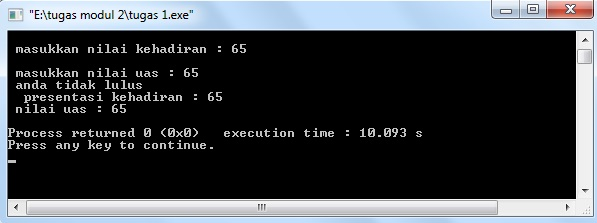 "E:\tugas modul 2\tugas 1.exe"
masukkan nilai kehadiran : 65
masukkan nilai uas : 65
anda tidak lulus
presentasi kehadiran : 65
nilai uas : 65
Process returned 0 (0x0)   execution time : 10.093 s
Press any key to continue.